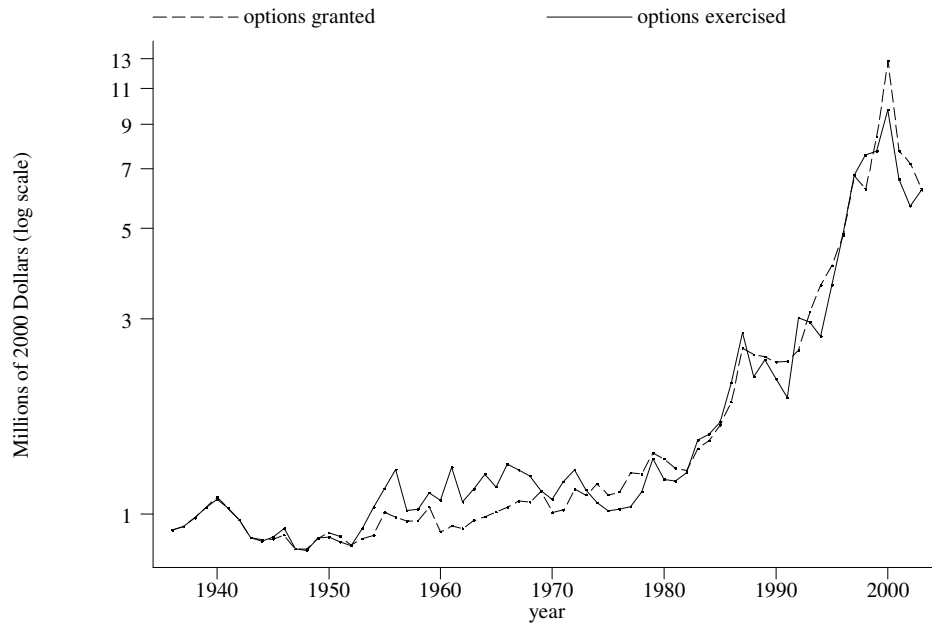 options granted options exercised
13
11
9
7
5
3
1
Millions of 2000 Dollars (log scale)
1940 1950 1960 1970 1980 1990 2000
year